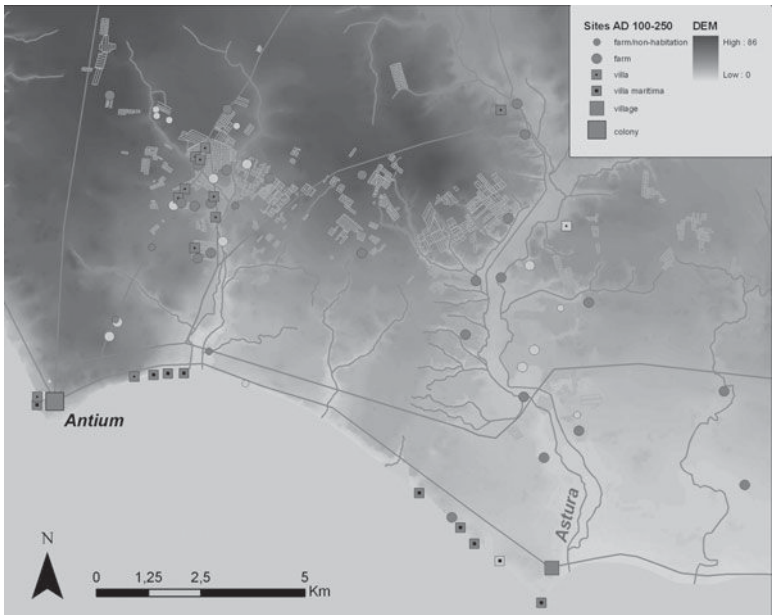 Sites AD 100-250
farm/non-habitation
farm
villa
villa maritima
village
colony
DEM
High : 86
Low : 0
Antium
Astura
N
0 1,25 2,5 5
Km